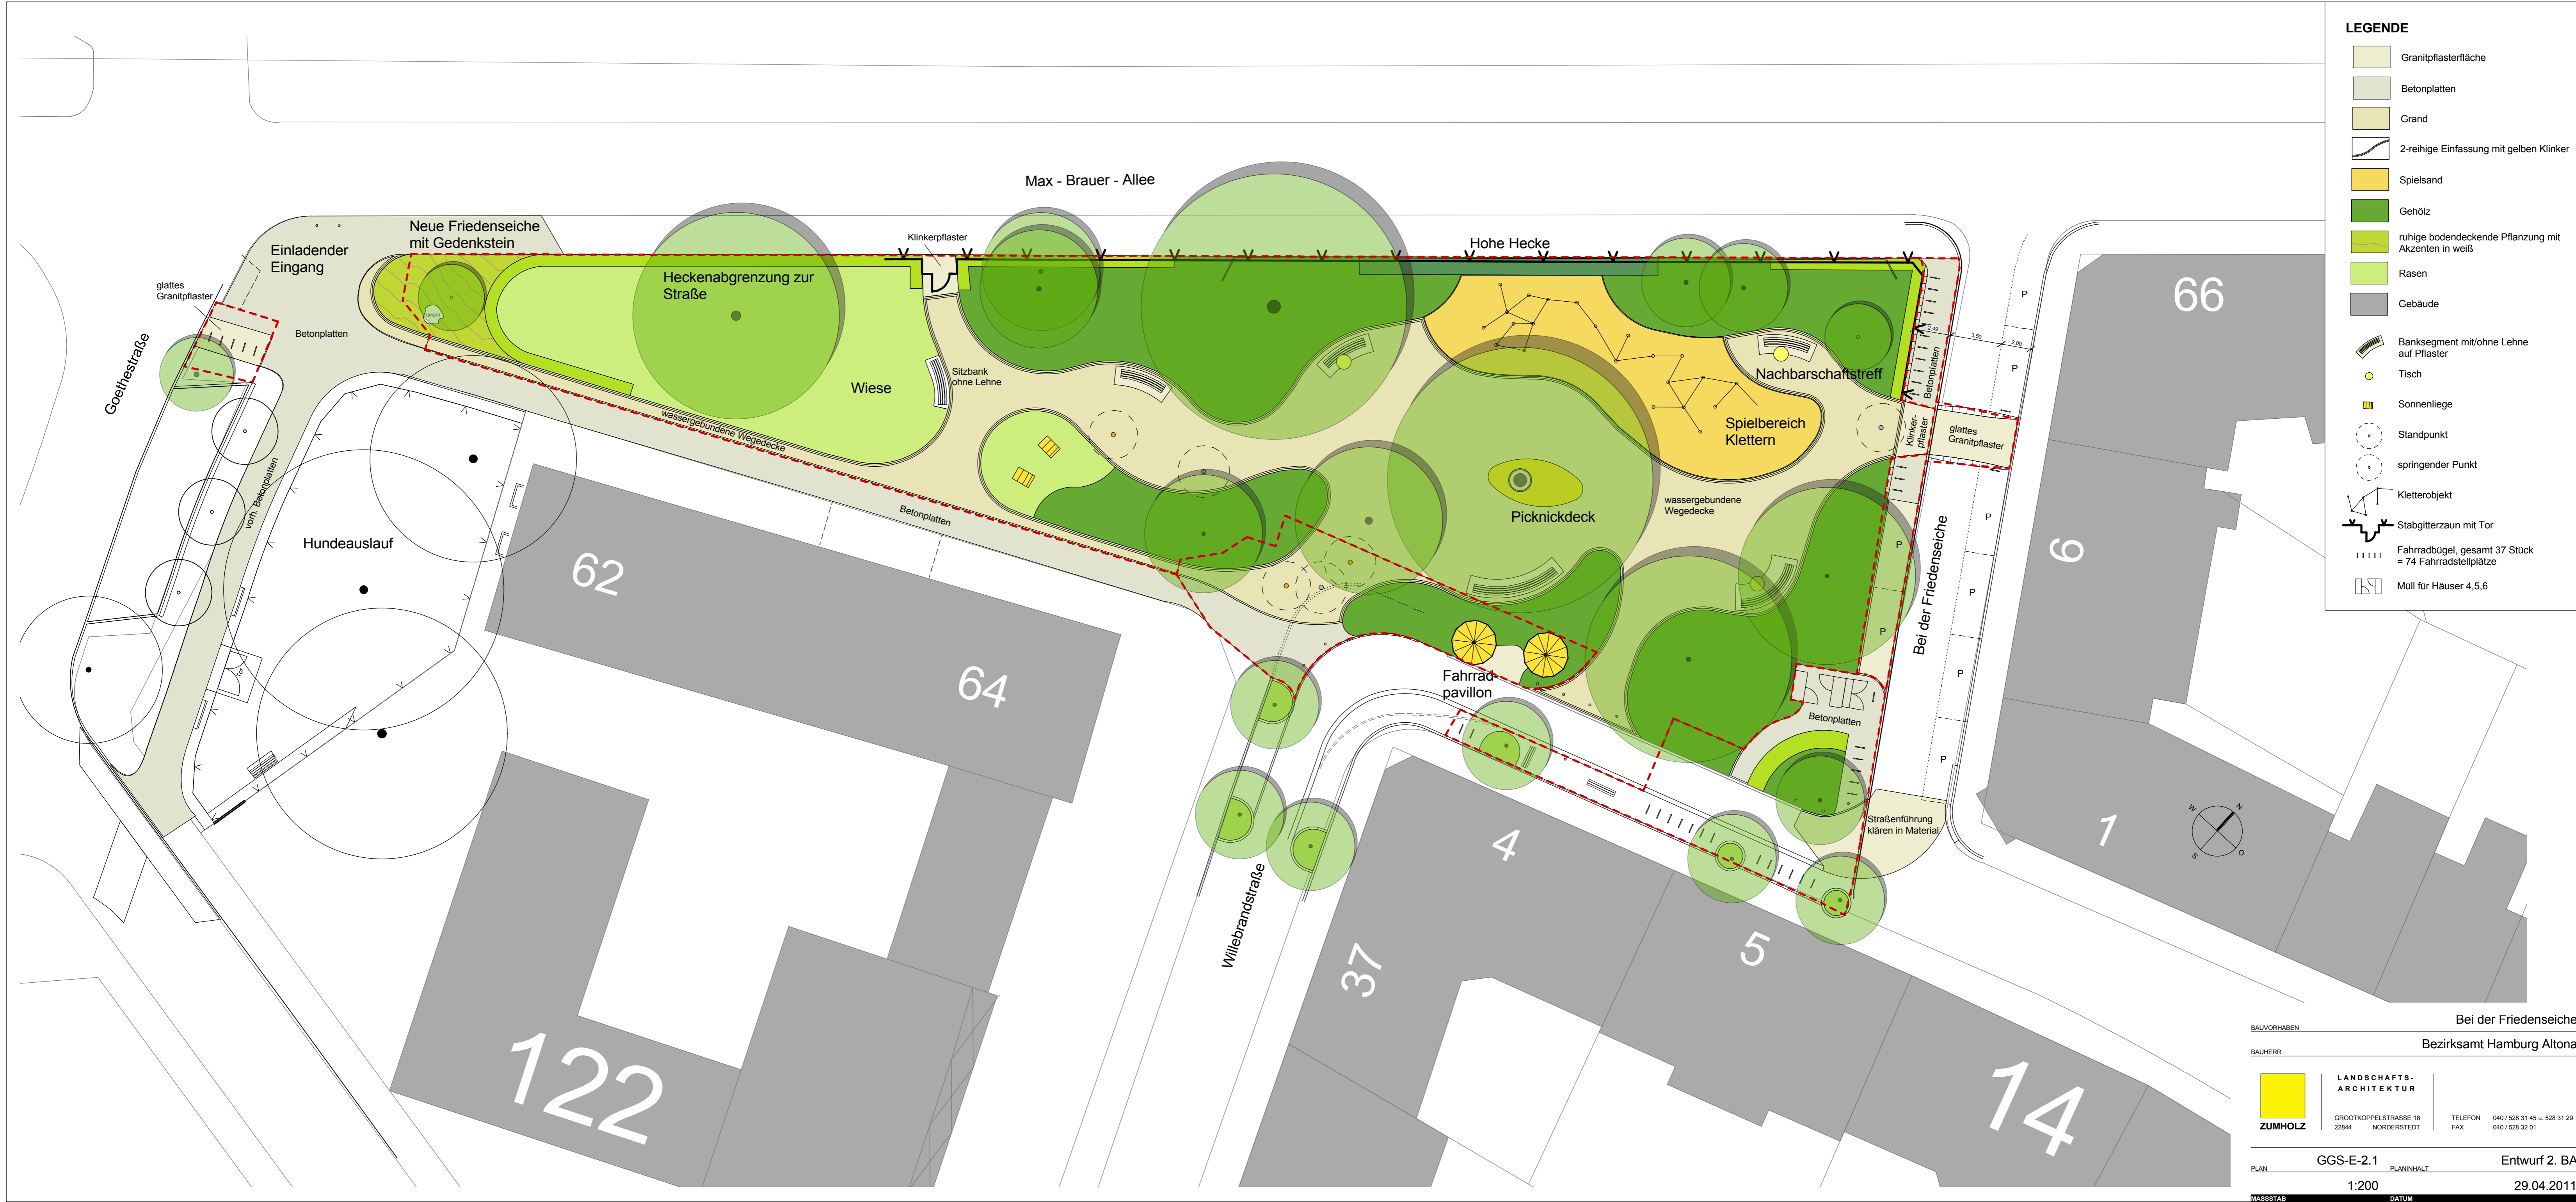 Max - Brauer - Allee
Neue Friedenseiche
mit Gedenkstein
Einladender
Eingang
glattes
Granitpflaster
Betonplatten
Goethestraße
vorh. Betonplatten
Hundeauslauf
Tor
Heckenabgrenzung zur
Straße
Klinkerpflaster
Wiese
Sitzbank
ohne Lehne
wassergebundene Wegedecke
Betonplatten
Hohe Hecke
Nachbarschaftstreff
Spielbereich
Klettern
Picknickdeck
wassergebundene
Wegedecke
Fahrrad-
pavillon
Betonplatten
Klinker-
pflaster
glattes
Granitpflaster
2,49
3,50
2,00
P
P
P
P
P
P
P
P
P
Bei der Friedenseiche
Betonplatten
Straßenführung
klären in Material
Willebrandstraße
62
64
122
37
4
5
14
1
6
66
N
O
S
W
LEGENDE
Granitpflasterfläche
Betonplatten
Grand
2-reihige Einfassung mit gelben Klinker
Spielsand
Gehölz
ruhige bodendeckende Pflanzung mit
Akzenten in weiß
Rasen
Gebäude
Banksegment mit/ohne Lehne
auf Pflaster
Tisch
Sonnenliege
Standpunkt
springender Punkt
Kletterobjekt
Stabgitterzaun mit Tor
Fahrradbügel, gesamt 37 Stück
= 74 Fahrradstellplätze
Müll für Häuser 4,5,6
BAUVORHABEN Bei der Friedenseiche
BAUHERR Bezirksamt Hamburg Altona
ZUMHOLZ
LANDSCHAFTS-
ARCHITEKTUR
GROOTKOPPELSTRASSE 18
22844 NORDERSTEDT
TELEFON 040 / 528 31 45 u. 528 31 29
FAX 040 / 528 32 01
PLAN GGS-E-2.1 PLANINHALT Entwurf 2. BA
MASSSTAB 1:200 DATUM 29.04.2011